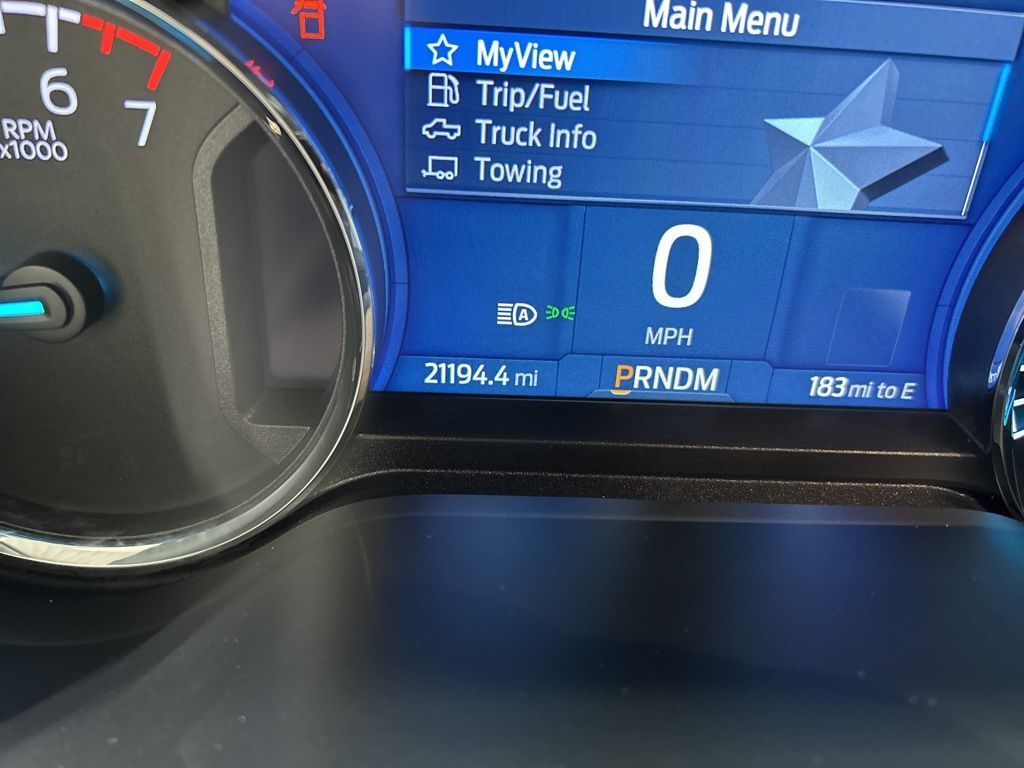 Main Menu
MyView
Trip/Fuel
Truck Info
Towing
6
7
RPM
x1000
0
MPH
A
21194.4 mi
PRNDM
183 mi to E